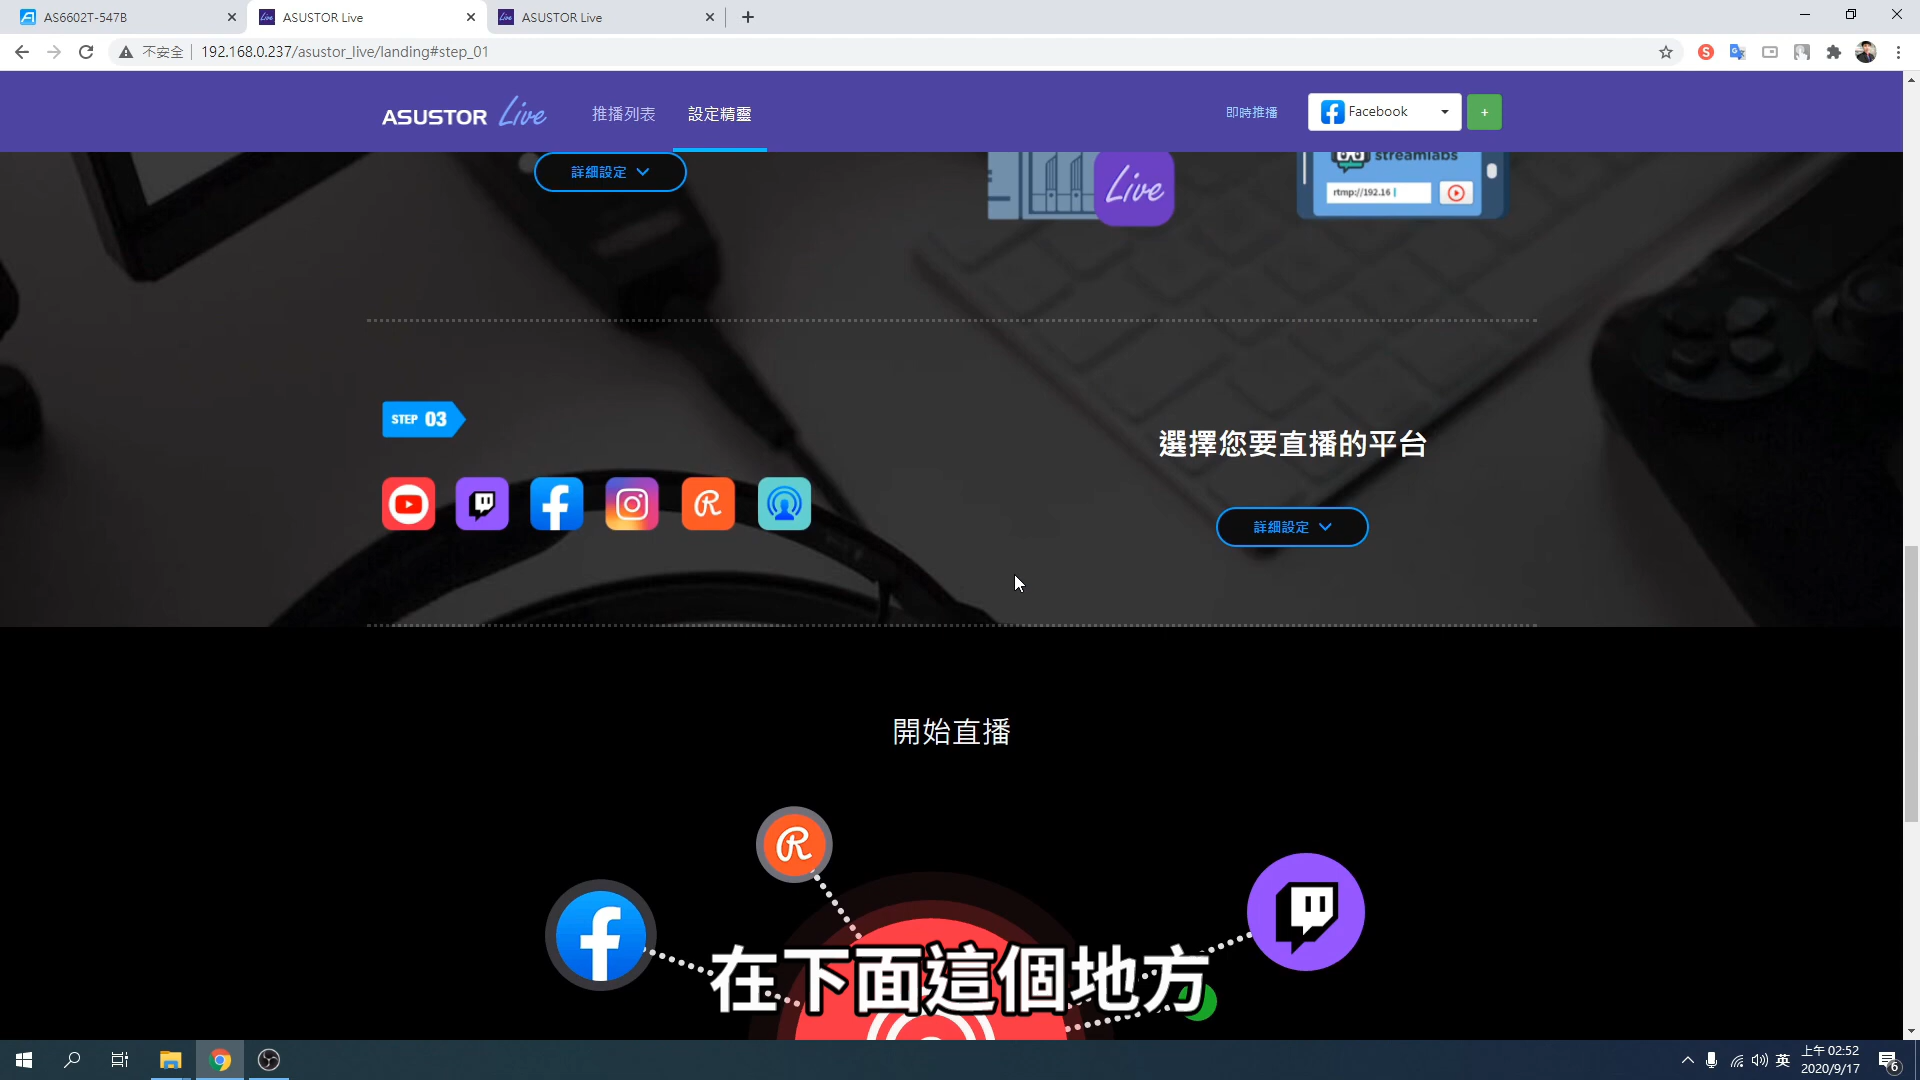 AS6602T-547B
ASUSTOR Live
ASUSTOR Live
不安全
192.168.0.237/asustor_live/landing#step_01
ASUSTOR Live
推播列表
設定精靈
即時推播
Facebook
+
詳細設定
Live
streamlabs
rtmp://192.16
STEP 03
選擇您要直播的平台
詳細設定
開始直播
在下面這個地方
英
上午 02:52
2020/9/17
6